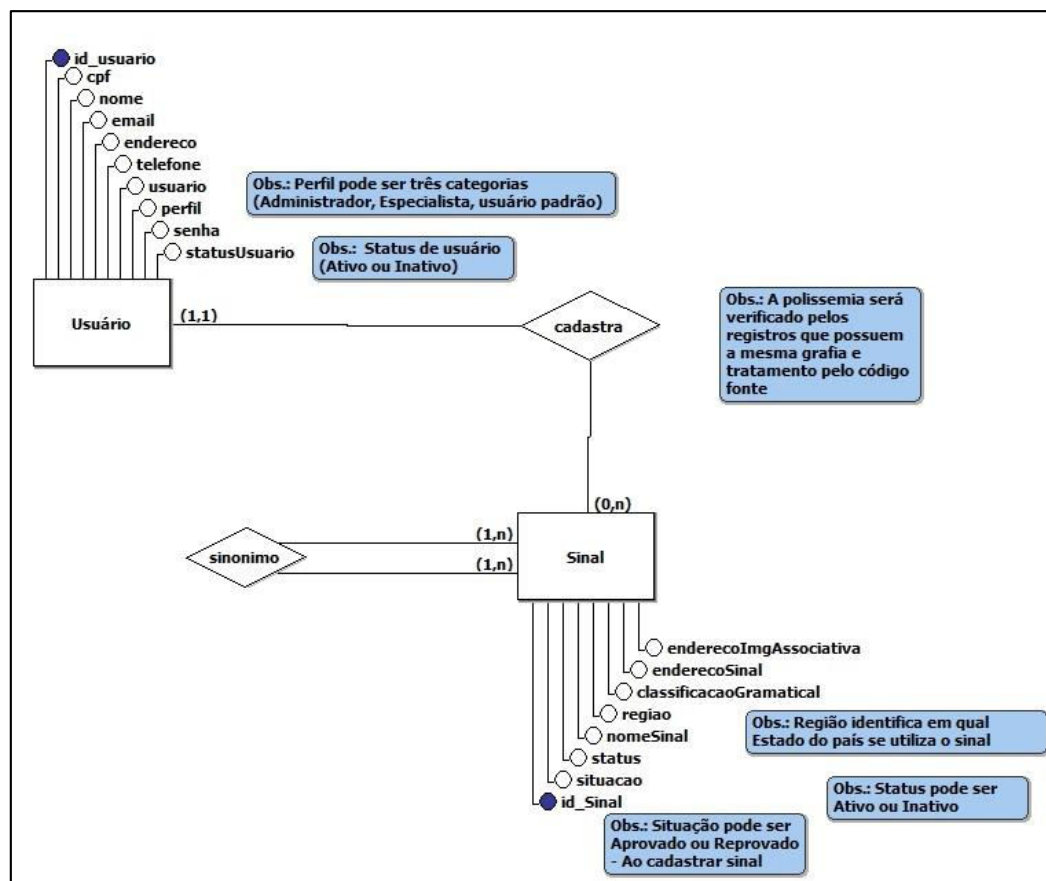 id_usuario
cpf
nome
email
endereco
telefone
usuario
perfil
senha
statusUsuario
Obs.: Perfil pode ser três categorias
(Administrador, Especialista, usuário padrão)
Obs.: Status de usuário
(Ativo ou Inativo)
Usuário
(1,1)
cadastra
Obs.: A polissemia será
verificado pelos
registros que possuem
a mesma grafia e
tratamento pelo código
fonte
(0,n)
sinonimo
(1,n)
(1,n)
Sinal
enderecoImgAssociativa
enderecoSinal
classificacaoGramatical
regiao
nomeSinal
status
situacao
id_Sinal
Obs.: Região identifica em qual
Estado do país se utiliza o sinal
Obs.: Status pode ser
Ativo ou Inativo
Obs.: Situação pode ser
Aprovado ou Reprovado
- Ao cadastrar sinal